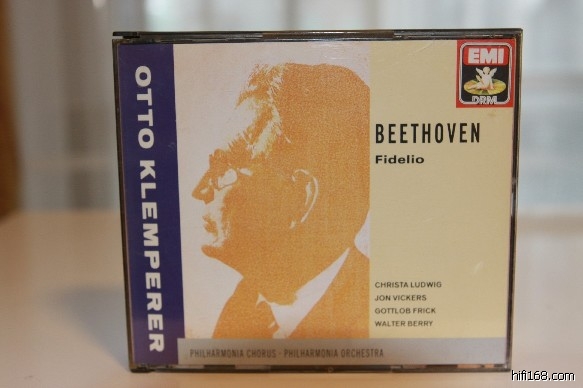 OTTO KLEMPERER
EMI
DRM
BEETHOVEN
Fidelio
CHRISTA LUDWIG
JON VICKERS
GOTTLOB FRICK
WALTER BERRY
PHILHARMONIA CHORUS · PHILHARMONIA ORCHESTRA
hifi168.com